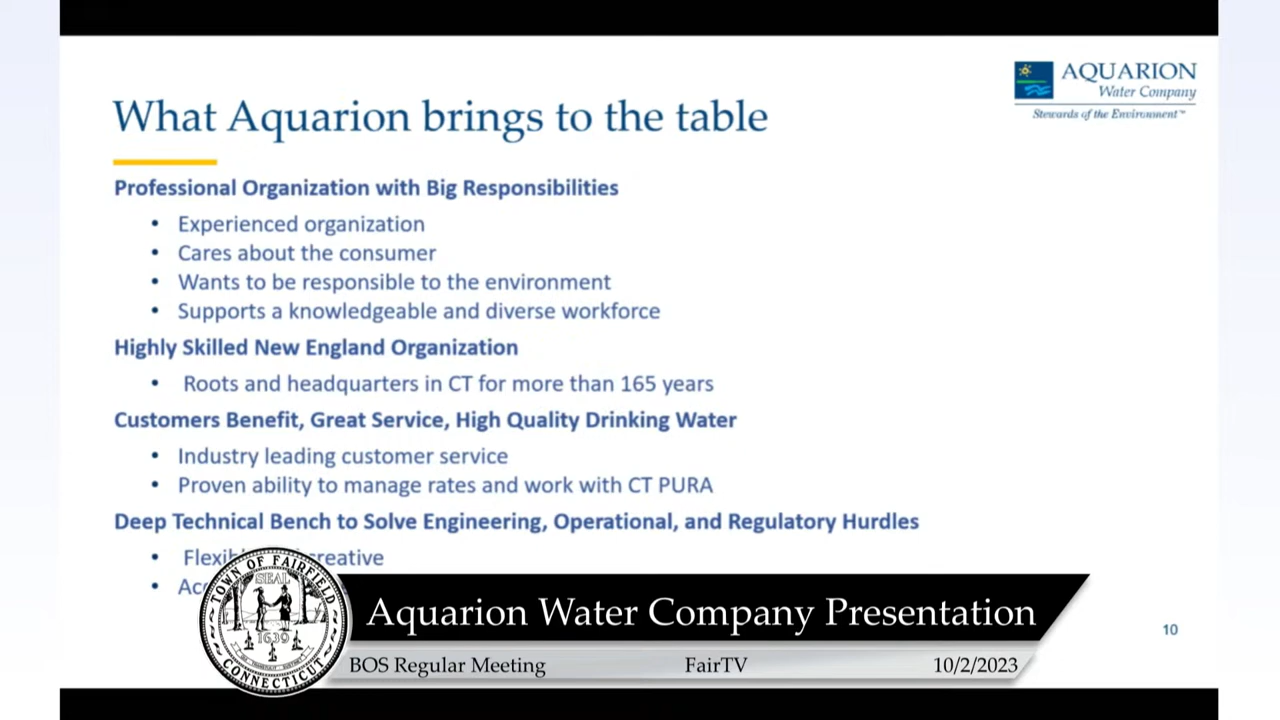 AQUARION
Water Company
Stewards of the Environment™
What Aquarion brings to the table
Professional Organization with Big Responsibilities
• Experienced organization
• Cares about the consumer
• Wants to be responsible to the environment
• Supports a knowledgeable and diverse workforce
Highly Skilled New England Organization
• Roots and headquarters in CT for more than 165 years
Customers Benefit, Great Service, High Quality Drinking Water
• Industry leading customer service
• Proven ability to manage rates and work with CT PURA
Deep Technical Bench to Solve Engineering, Operational, and Regulatory Hurdles
•
•
TOWN OF FAIRFIELD
SEAL
1639
CONNECTICUT
Aquarion Water Company Presentation
BOS Regular Meeting FairTV 10/2/2023
10